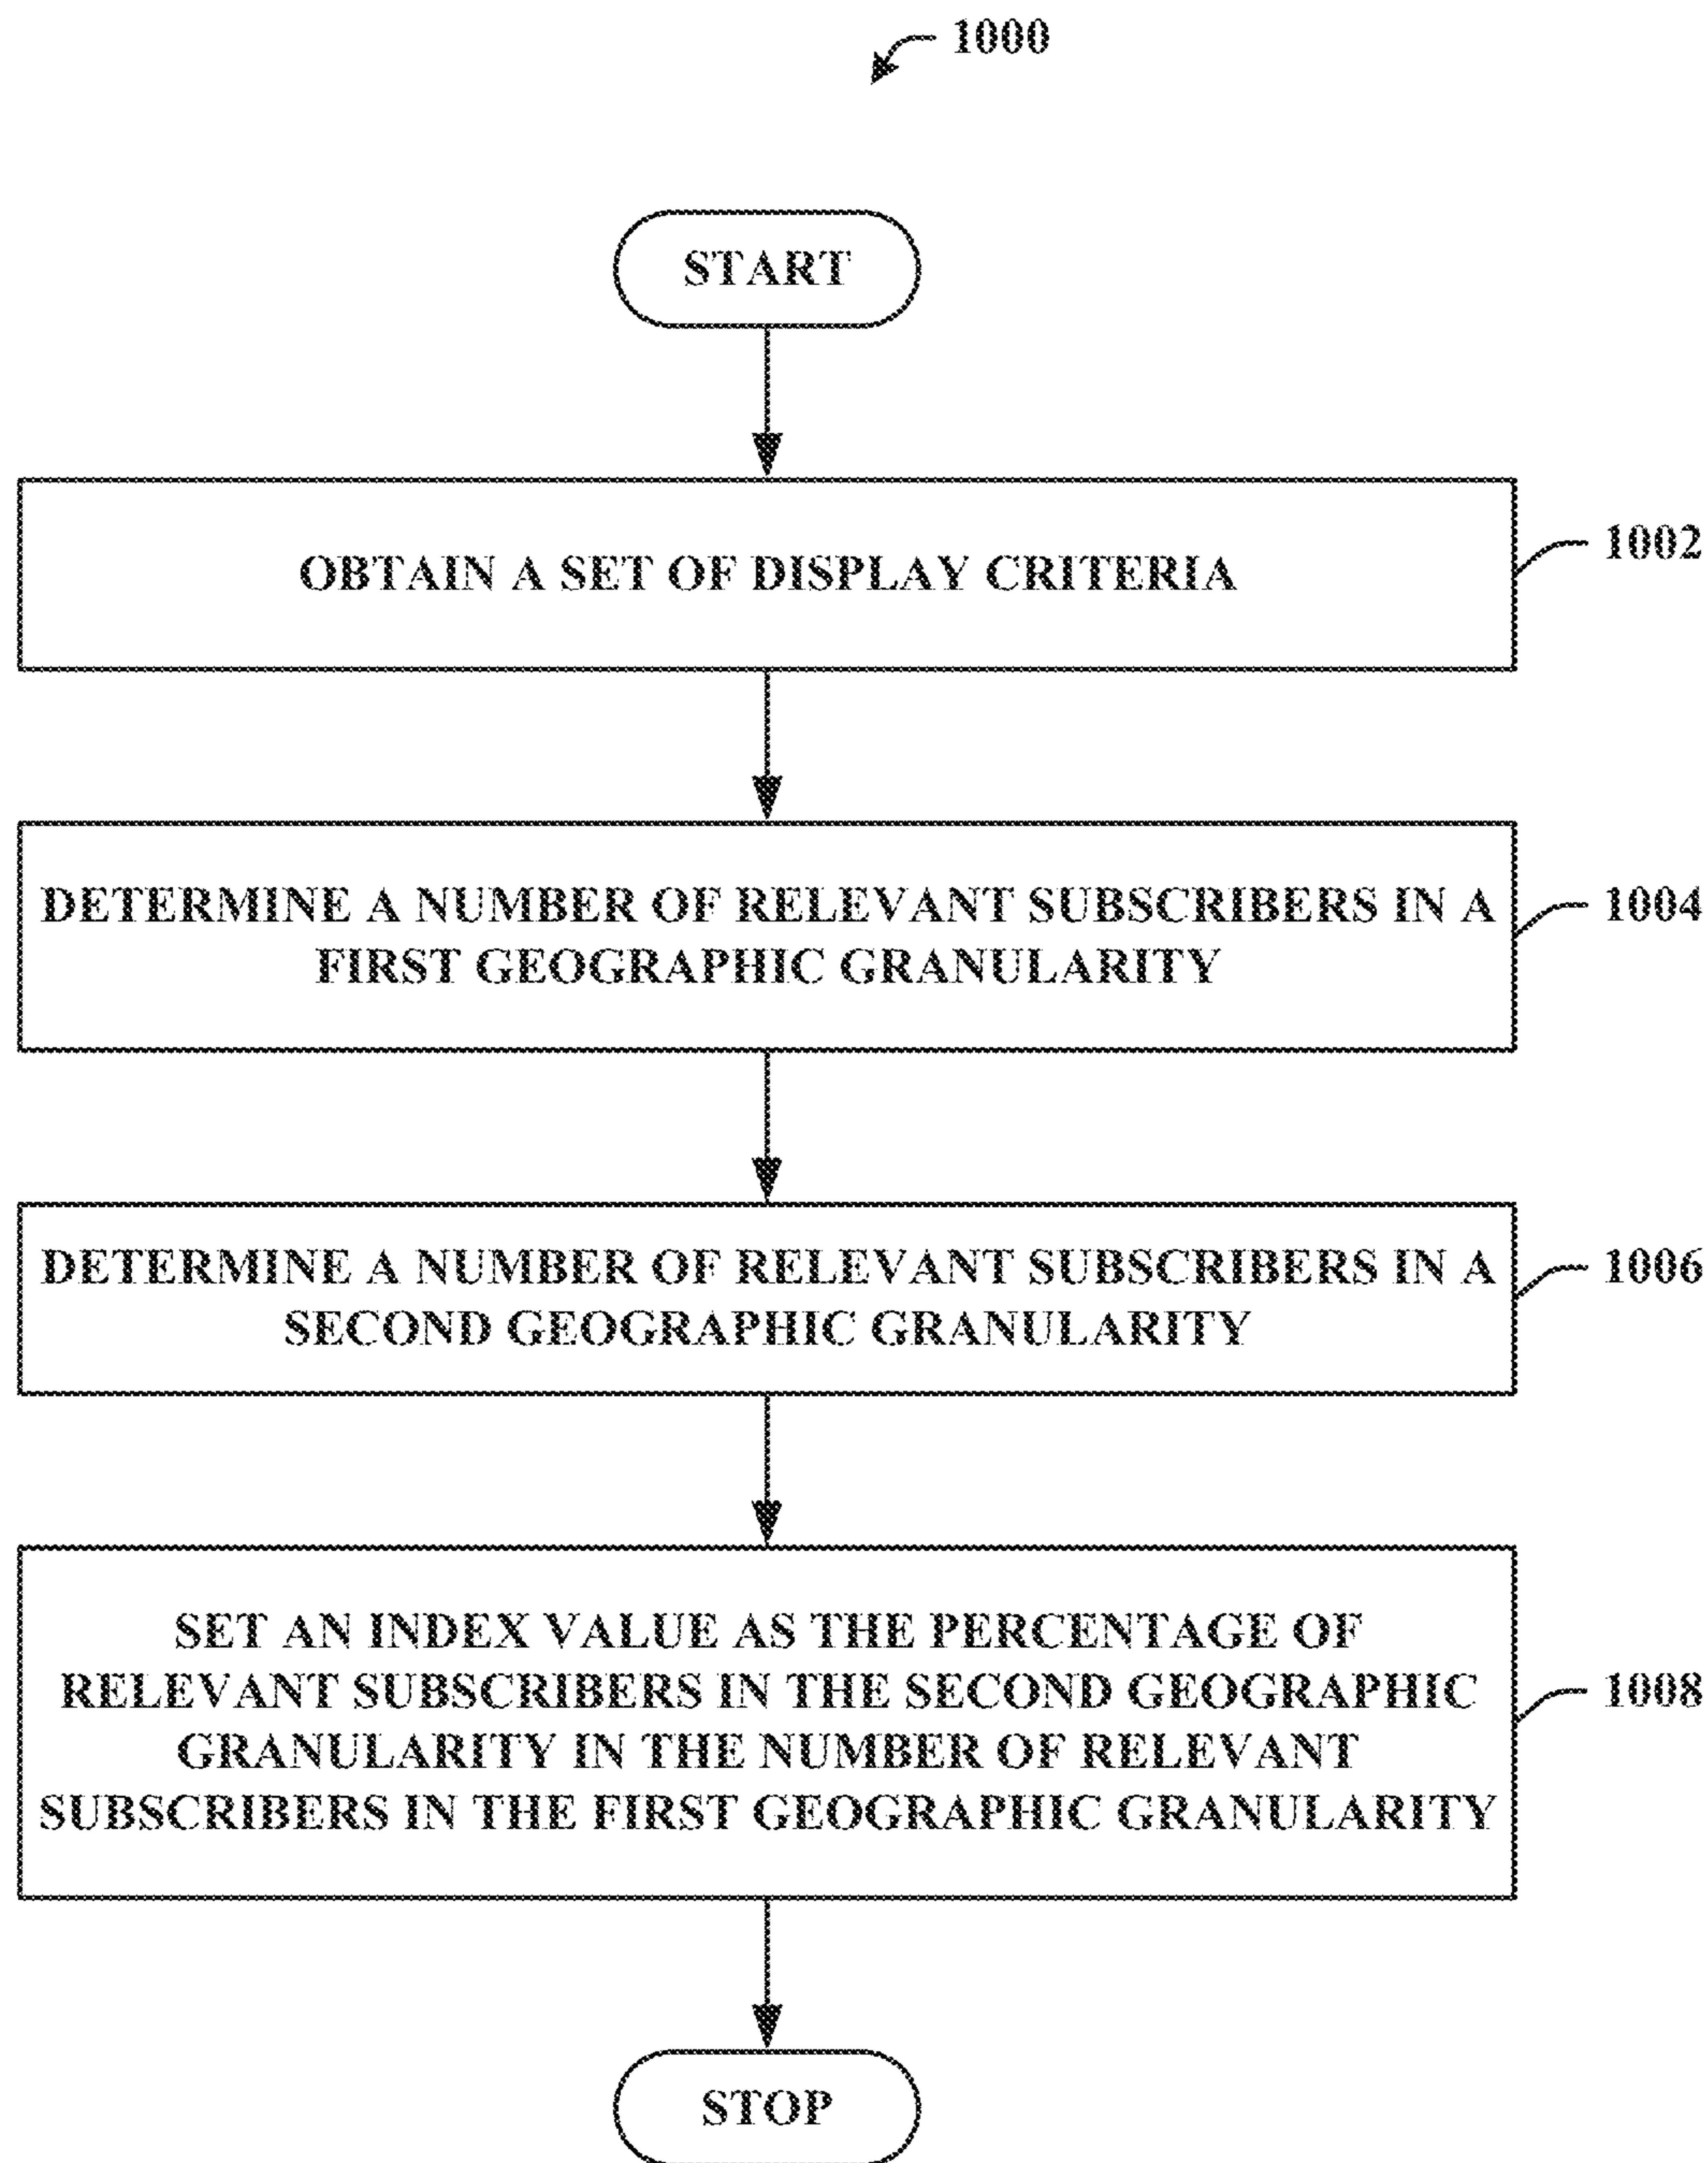 1000
START
OBTAIN A SET OF DISPLAY CRITERIA
1002
DETERMINE A NUMBER OF RELEVANT SUBSCRIBERS IN A
FIRST GEOGRAPHIC GRANULARITY
1004
DETERMINE A NUMBER OF RELEVANT SUBSCRIBERS IN A
SECOND GEOGRAPHIC GRANULARITY
1006
SET AN INDEX VALUE AS THE PERCENTAGE OF
RELEVANT SUBSCRIBERS IN THE SECOND GEOGRAPHIC
GRANULARITY IN THE NUMBER OF RELEVANT
SUBSCRIBERS IN THE FIRST GEOGRAPHIC GRANULARITY
1008
STOP